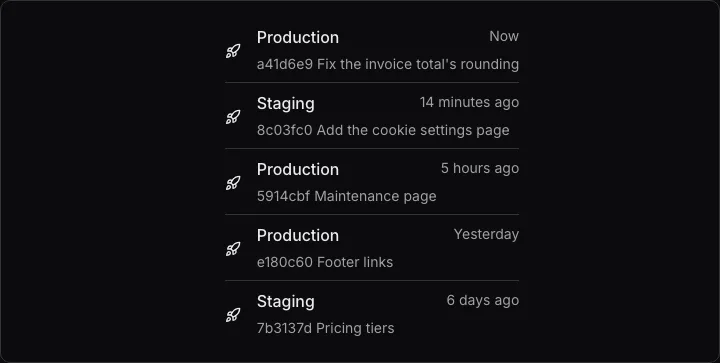 Production Now
a41d6e9 Fix the invoice total's rounding
Staging 14 minutes ago
8c03fc0 Add the cookie settings page
Production 5 hours ago
5914cbf Maintenance page
Production Yesterday
e180c60 Footer links
Staging 6 days ago
7b3137d Pricing tiers